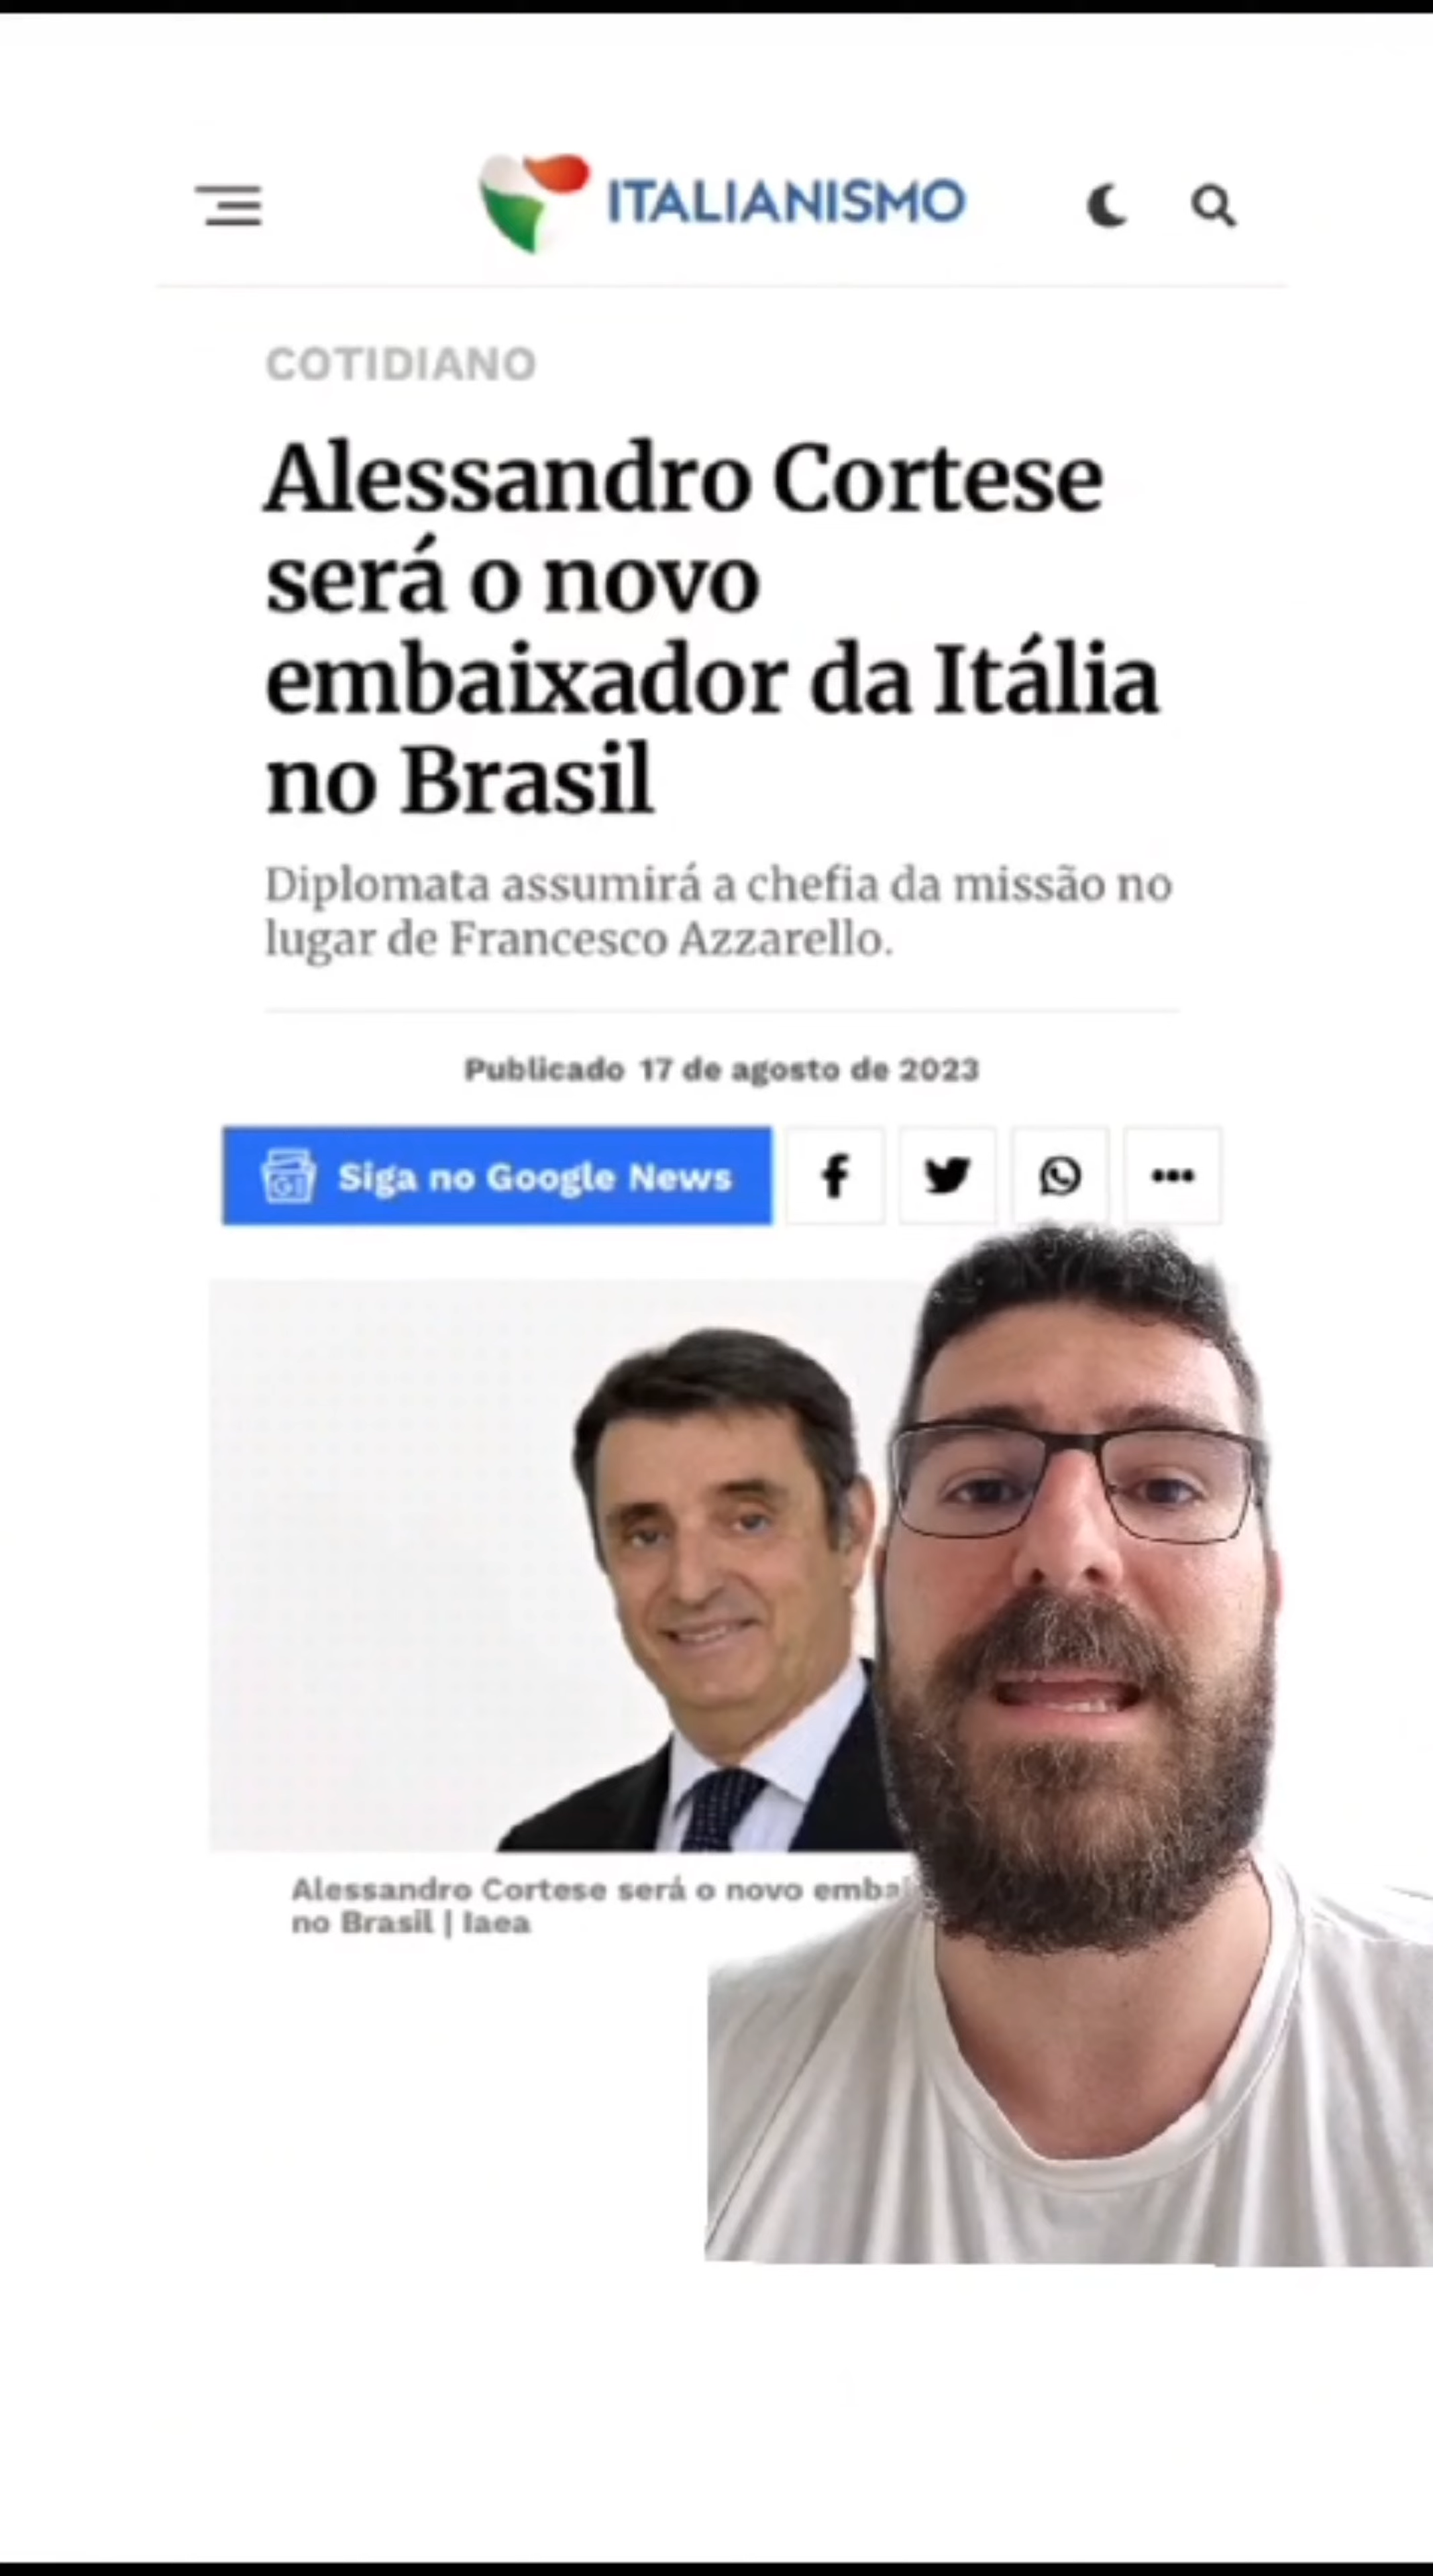 ITALIANISMO
COTIDIANO
Alessandro Cortese
será o novo
embaixador da Itália
no Brasil
Diplomata assumirá a chefia da missão no
lugar de Francesco Azzarello.
Publicado 17 de agosto de 2023
Siga no Google News
Alessandro Cortese será o novo
no Brasil | Iaea